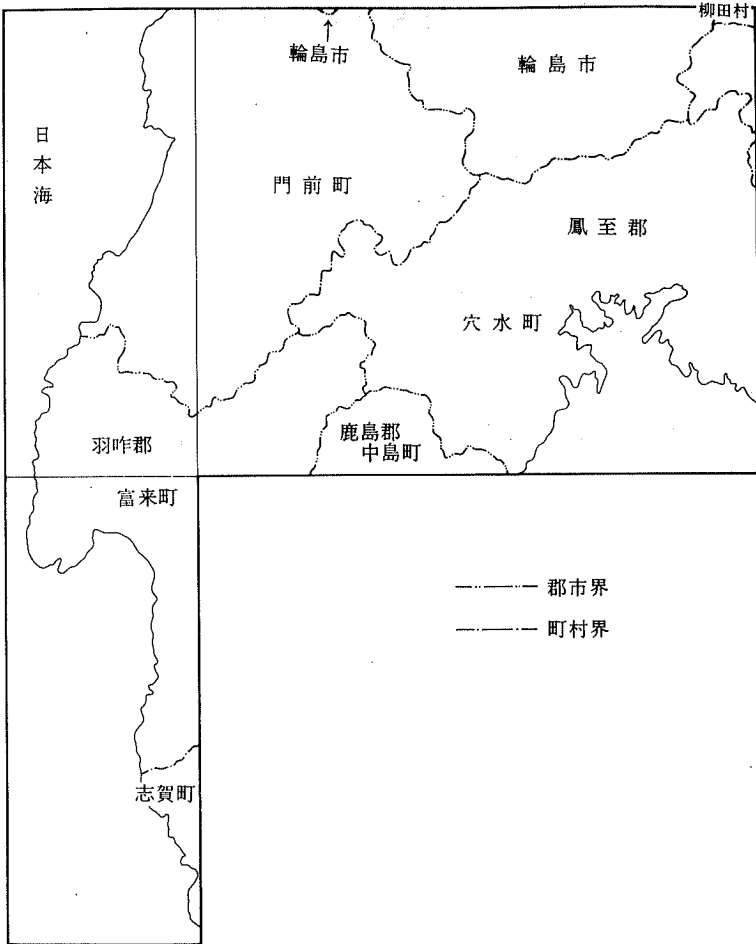 柳田村
輪島市
輪島市
日本海
門前町
鳳至郡
穴水町
羽咋郡
鹿島郡
中島町
富来町
郡市界
町村界
志賀町